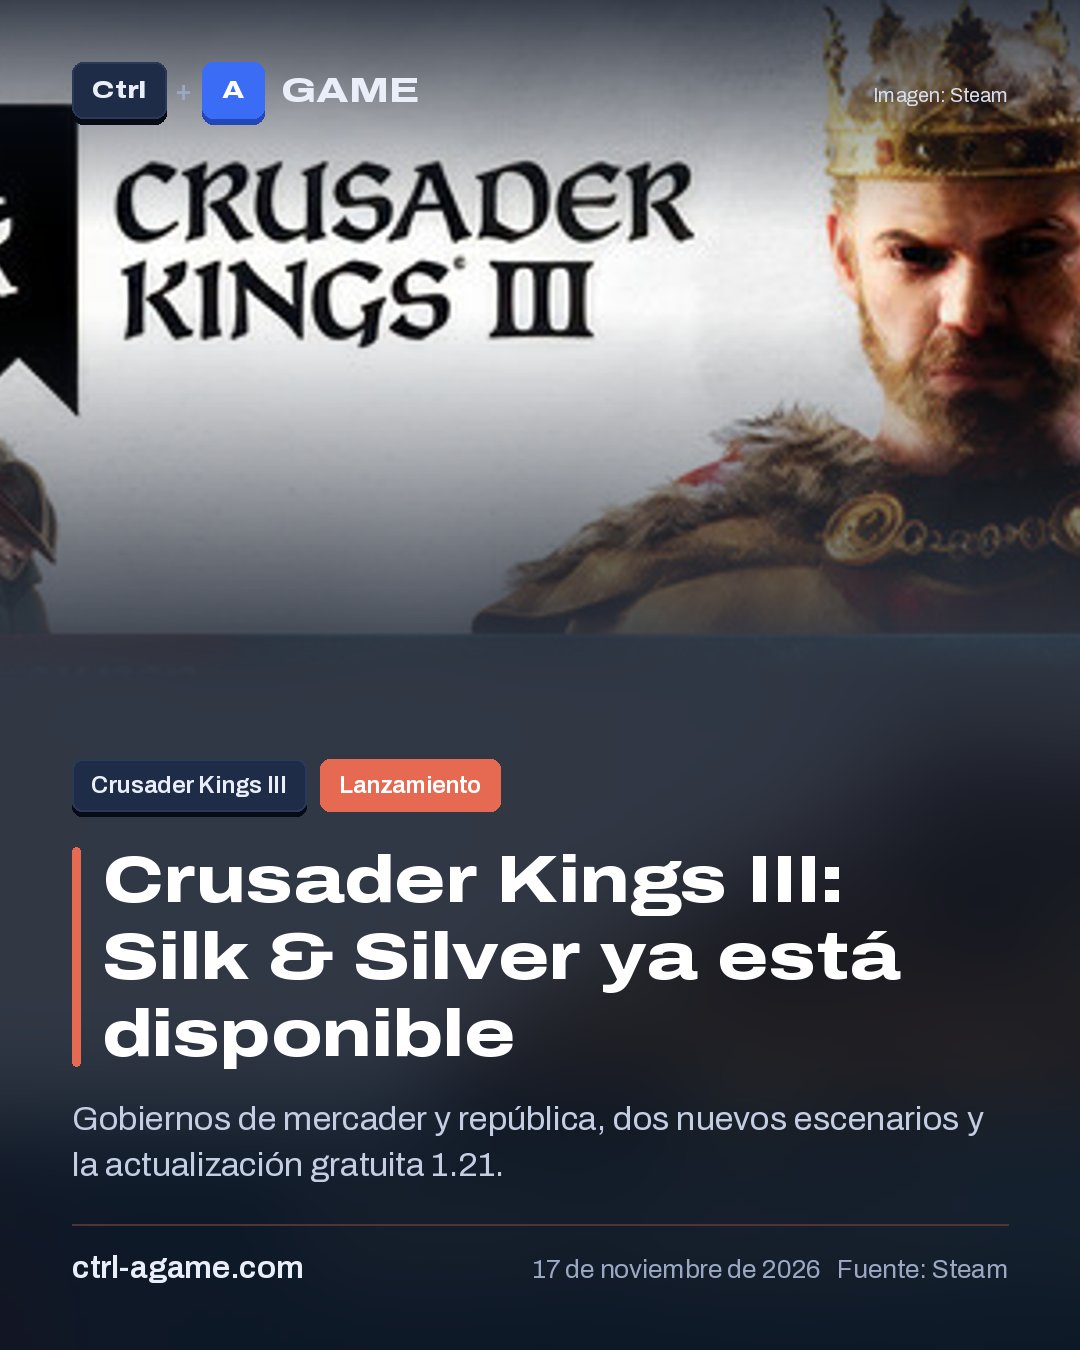 Ctrl + A GAME
Imagen: Steam
CRUSADER
KINGS III
Crusader Kings III
Lanzamiento
Crusader Kings III:
Silk & Silver ya está
disponible
Gobiernos de mercader y república, dos nuevos escenarios y
la actualización gratuita 1.21.
ctrl-agame.com
17 de noviembre de 2026 Fuente: Steam